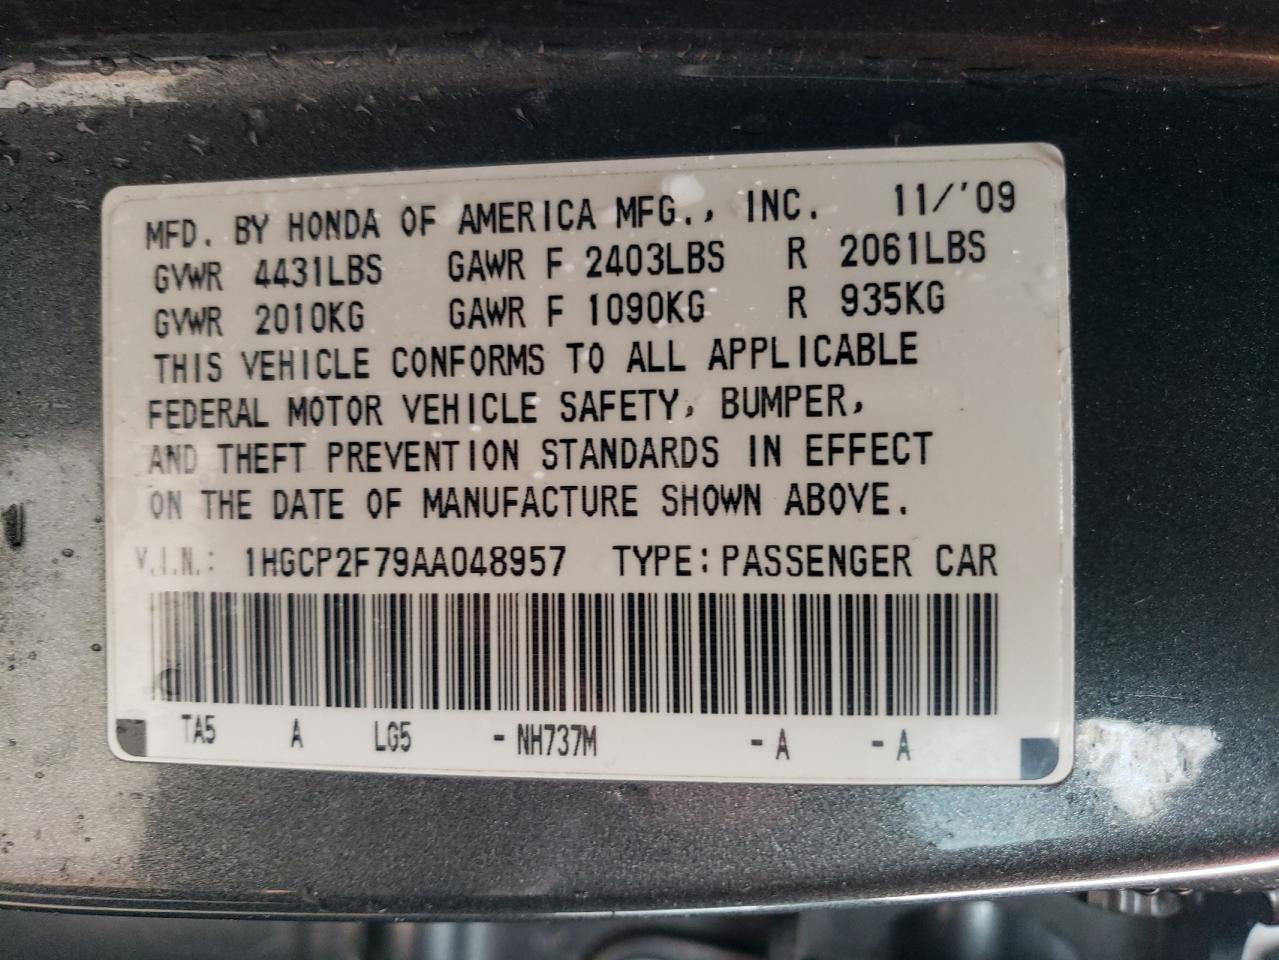 MFD. BY HONDA OF AMERICA MFG., INC. 11/'09
GVWR 4431LBS GAWR F 2403LBS R 2061LBS
GVWR 2010KG GAWR F 1090KG R 935KG
THIS VEHICLE CONFORMS TO ALL APPLICABLE
FEDERAL MOTOR VEHICLE SAFETY, BUMPER,
AND THEFT PREVENTION STANDARDS IN EFFECT
ON THE DATE OF MANUFACTURE SHOWN ABOVE.
V.I.N.: 1HGCP2F79AA048957 TYPE: PASSENGER CAR
TA5 A LG5 - NH737M - A - A